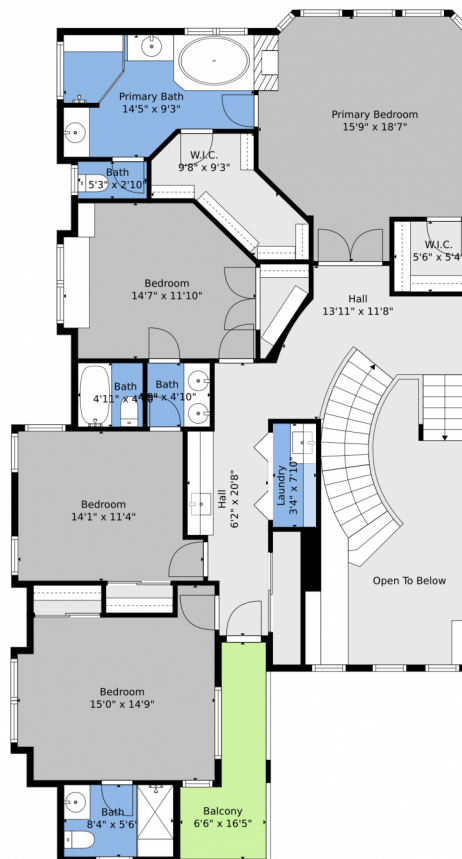 Primary Bath
14'5" x 9'3"
Primary Bedroom
15'9" x 18'7"
W.I.C.
9'8" x 9'3"
Bath
5'3" x 2'10"
W.I.C.
5'6" x 5'4"
Bedroom
14'7" x 11'10"
Hall
13'11" x 11'8"
Bath
4'11" x
Bath
x 4'10"
Bedroom
14'1" x 11'4"
Hall
6'2" x 20'8"
Laundry
3'4" x 7'10"
Open To Below
Bedroom
15'0" x 14'9"
Bath
8'4" x 5'6"
Balcony
6'6" x 16'5"